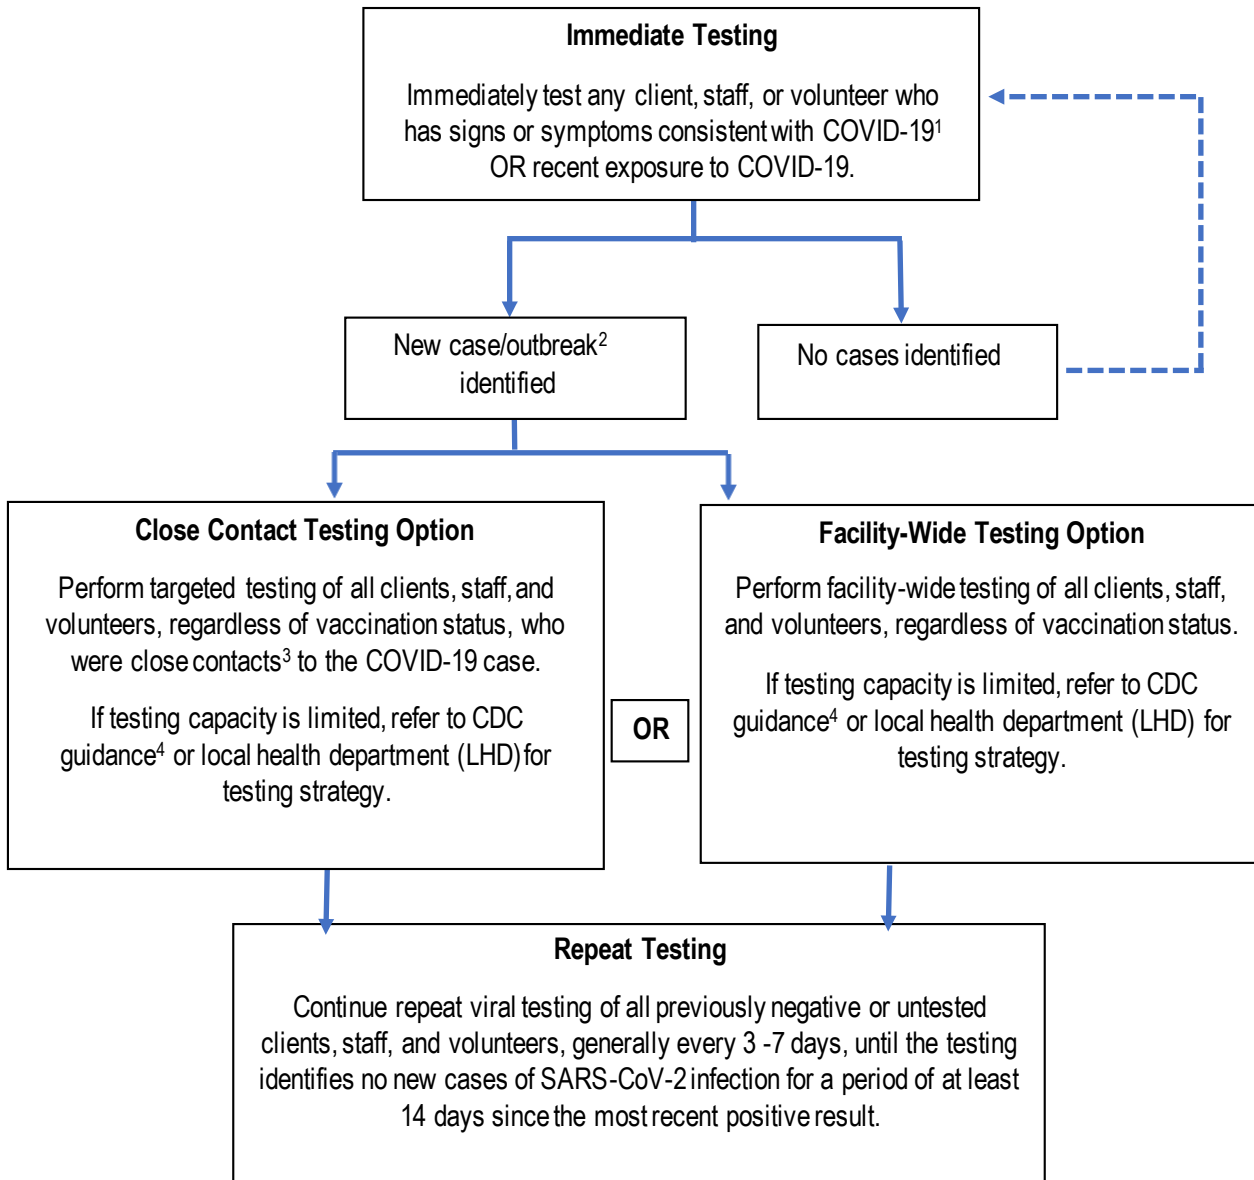 Immediate Testing
Immediately test any client, staff, or volunteer who
has signs or symptoms consistent with COVID-19¹
OR recent exposure to COVID-19.
New case/outbreak²
identified
No cases identified
Close Contact Testing Option
Perform targeted testing of all clients, staff, and
volunteers, regardless of vaccination status, who
were close contacts³ to the COVID-19 case.
If testing capacity is limited, refer to CDC
guidance⁴ or local health department (LHD) for
testing strategy.
OR
Facility-Wide Testing Option
Perform facility-wide testing of all clients, staff,
and volunteers, regardless of vaccination status.
If testing capacity is limited, refer to CDC
guidance⁴ or local health department (LHD) for
testing strategy.
Repeat Testing
Continue repeat viral testing of all previously negative or untested
clients, staff, and volunteers, generally every 3 -7 days, until the testing
identifies no new cases of SARS-CoV-2 infection for a period of at least
14 days since the most recent positive result.